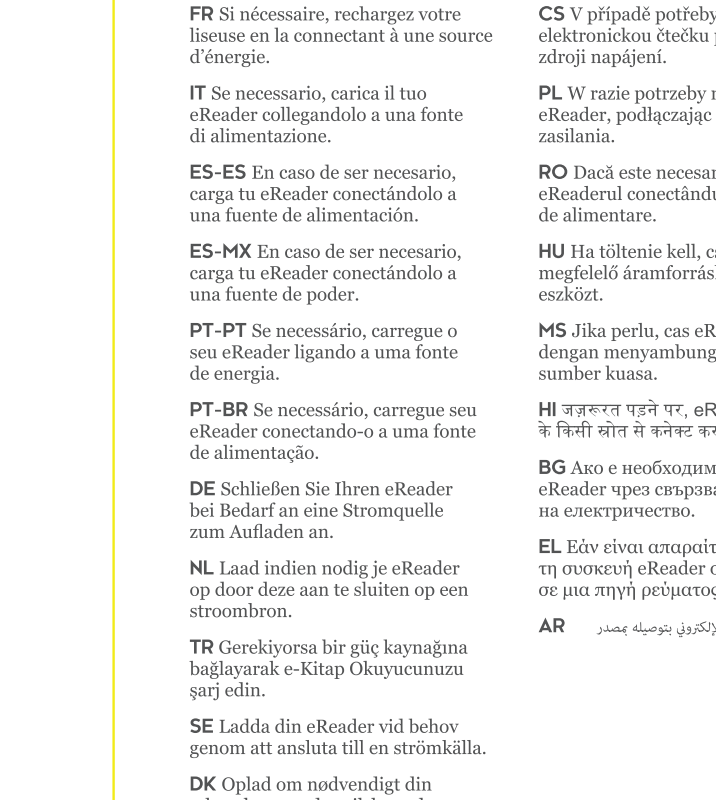 FR Si nécessaire, rechargez votre
liseuse en la connectant à une source
d’énergie.
IT Se necessario, carica il tuo
eReader collegandolo a una fonte
di alimentazione.
ES-ES En caso de ser necesario,
carga tu eReader conectándolo a
una fuente de alimentación.
ES-MX En caso de ser necesario,
carga tu eReader conectándolo a
una fuente de poder.
PT-PT Se necessário, carregue o
seu eReader ligando a uma fonte
de energia.
PT-BR Se necessário, carregue seu
eReader conectando-o a uma fonte
de alimentação.
DE Schließen Sie Ihren eReader
bei Bedarf an eine Stromquelle
zum Aufladen an.
NL Laad indien nodig je eReader
op door deze aan te sluiten op een
stroombron.
TR Gerekiyorsa bir güç kaynağına
bağlayarak e-Kitap Okuyucunuzu
şarj edin.
SE Ladda din eReader vid behov
genom att ansluta till en strömkälla.
DK Oplad om nødvendigt din
CS V případě potřeby
elektronickou čtečku
zdroji napájení.
PL W razie potrzeby
eReader, podłączając
zasilania.
RO Dacă este
eReaderul
de alimentare.
HU Ha töltenie kell,
megfelelő
eszközt.
MS Jika perlu, cas
dengan
sumber kuasa.
HI जज़रूरत पड़ने पर,
के किसी स्रोत से कनेक्ट
BG Ако е
eReader чрез
на електричество.
EL Εάν είναι
τη συσκευή eReader
σε μια πηγή ρεύματος
AR بتوصيله بمصدر